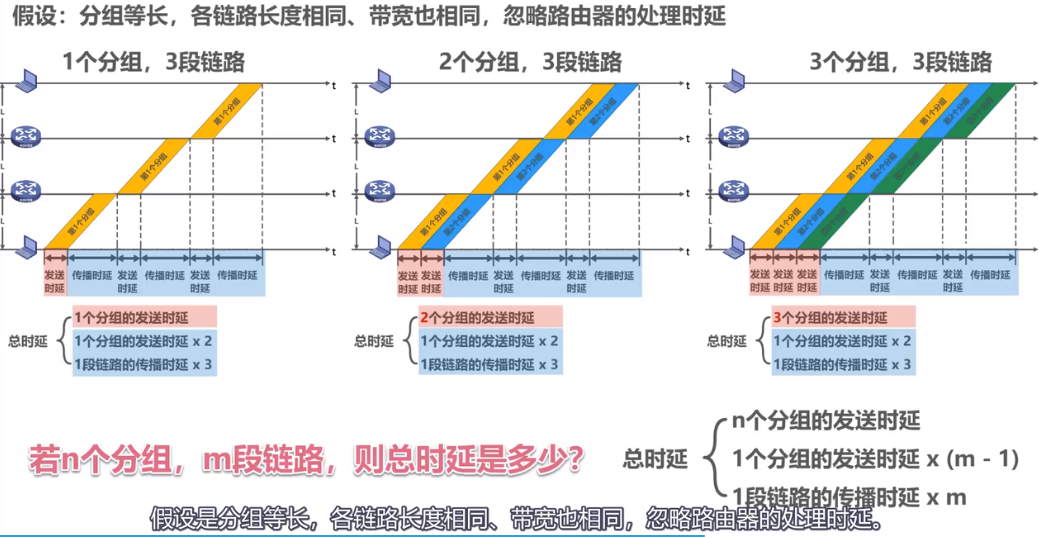 假设：分组等长，各链路长度相同、带宽也相同，忽略路由器的处理时延
1个分组，3段链路
t
第1个分组
t
第1个分组
t
第1个分组
t
发送时延
传播时延
发送时延
传播时延
发送时延
传播时延
总时延
1个分组的发送时延
1个分组的发送时延 x 2
1段链路的传播时延 x 3
2个分组，3段链路
t
第1个分组
第2个分组
t
第1个分组
第2个分组
t
第1个分组
第2个分组
t
发送时延
发送时延
传播时延
发送时延
传播时延
发送时延
传播时延
总时延
2个分组的发送时延
1个分组的发送时延 x 2
1段链路的传播时延 x 3
3个分组，3段链路
t
第1个分组
第2个分组
第3个分组
t
第1个分组
第2个分组
第3个分组
t
第1个分组
第2个分组
第3个分组
t
发送时延
发送时延
发送时延
传播时延
发送时延
传播时延
发送时延
传播时延
总时延
3个分组的发送时延
1个分组的发送时延 x 2
1段链路的传播时延 x 3
若n个分组，m段链路，则总时延是多少？
总时延
n个分组的发送时延
1个分组的发送时延 x (m - 1)
1段链路的传播时延 x m
假设是分组等长，各链路长度相同、带宽也相同，忽略路由器的处理时延。